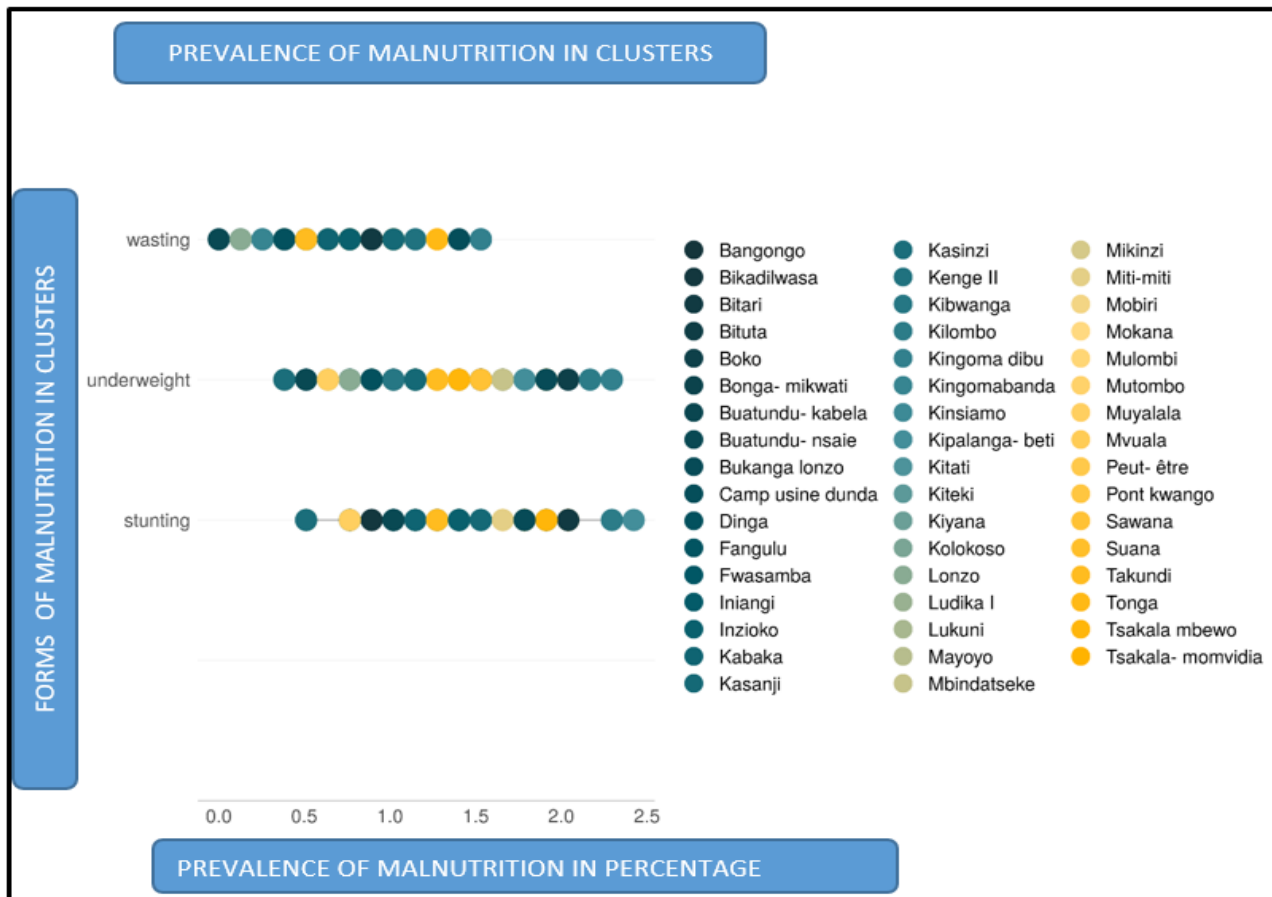 PREVALENCE OF MALNUTRITION IN CLUSTERS
FORMS OF MALNUTRITION IN CLUSTERS
wasting
underweight
stunting
0.0 0.5 1.0 1.5 2.0 2.5
PREVALENCE OF MALNUTRITION IN PERCENTAGE
Bangongo
Bikadilwasa
Bitari
Bituta
Boko
Bonga- mikwati
Buatundu- kabela
Buatundu- nsaie
Bukanga lonzo
Camp usine dunda
Dinga
Fangulu
Fwasamba
Iniangi
Inzioko
Kabaka
Kasanji
Kasinzi
Kenge II
Kibwanga
Kilombo
Kingoma dibu
Kingomabanda
Kinsiamo
Kipalanga- beti
Kitati
Kiteki
Kiyana
Kolokoso
Lonzo
Ludika I
Lukuni
Mayoyo
Mbindatseke
Mikinzi
Miti-miti
Mobiri
Mokana
Mulombi
Mutombo
Muyalala
Mvuala
Peut- être
Pont kwango
Sawana
Suana
Takundi
Tonga
Tsakala mbewo
Tsakala- momvidia